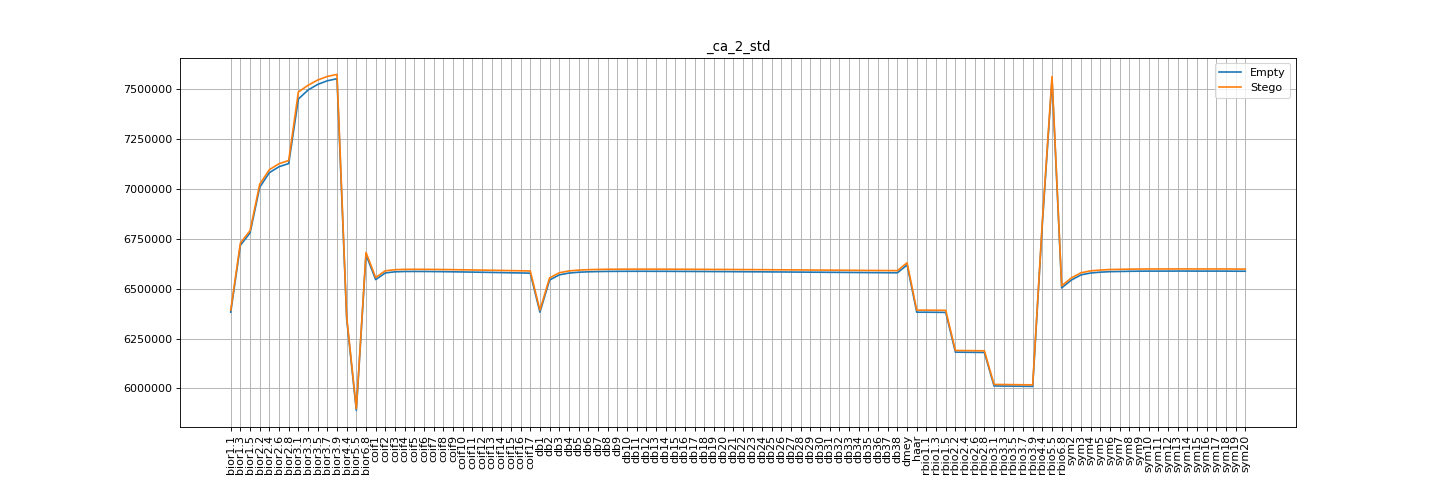 _ca_2_std
Empty
Stego
7500000
7250000
7000000
6750000
6500000
6250000
6000000
bior1.1
bior1.3
bior1.5
bior2.2
bior2.4
bior2.6
bior2.8
bior3.1
bior3.3
bior3.5
bior3.7
bior3.9
bior4.4
bior5.5
bior6.8
coif1
coif2
coif3
coif4
coif5
coif6
coif7
coif8
coif9
coif10
coif11
coif12
coif13
coif14
coif15
coif16
coif17
db1
db2
db3
db4
db5
db6
db7
db8
db9
db10
db11
db12
db13
db14
db15
db16
db17
db18
db19
db20
db21
db22
db23
db24
db25
db26
db27
db28
db29
db30
db31
db32
db33
db34
db35
db36
db37
db38
dmey
haar
rbio1.1
rbio1.3
rbio1.5
rbio2.2
rbio2.4
rbio2.6
rbio2.8
rbio3.1
rbio3.3
rbio3.5
rbio3.7
rbio3.9
rbio4.4
rbio5.5
rbio6.8
sym2
sym3
sym4
sym5
sym6
sym7
sym8
sym9
sym10
sym11
sym12
sym13
sym14
sym15
sym16
sym17
sym18
sym19
sym20